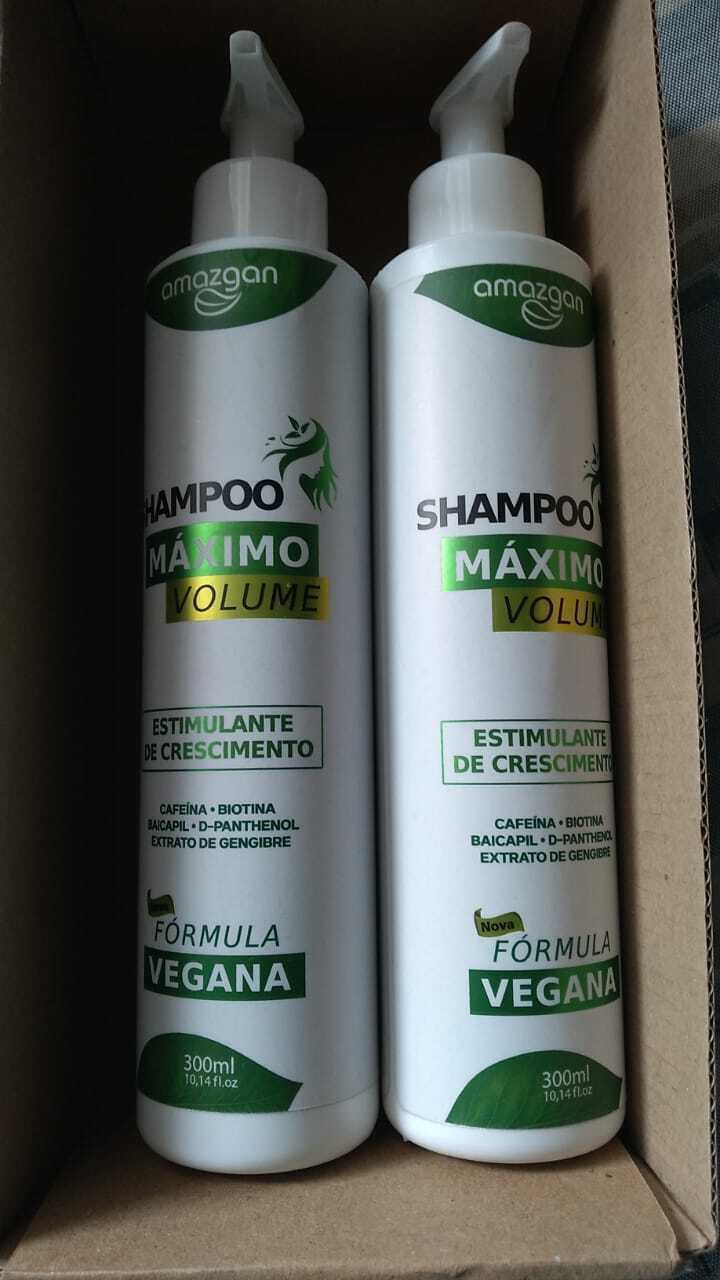 amazgan
SHAMPOO
MÁXIMO
VOLUME
ESTIMULANTE
DE CRESCIMENTO
CAFEÍNA • BIOTINA
BAICAPIL • D-PANTHENOL
EXTRATO DE GENGIBRE
FÓRMULA
VEGANA
300ml
10,14 fl.oz
amazgan
SHAMPOO
MÁXIMO
VOLUM
ESTIMULANTE
DE CRESCIMENTO
CAFEÍNA • BIOTINA
BAICAPIL • D-PANTHENOL
EXTRATO DE GENGIBRE
Nova
FÓRMULA
VEGANA
300ml
10,14 fl.oz